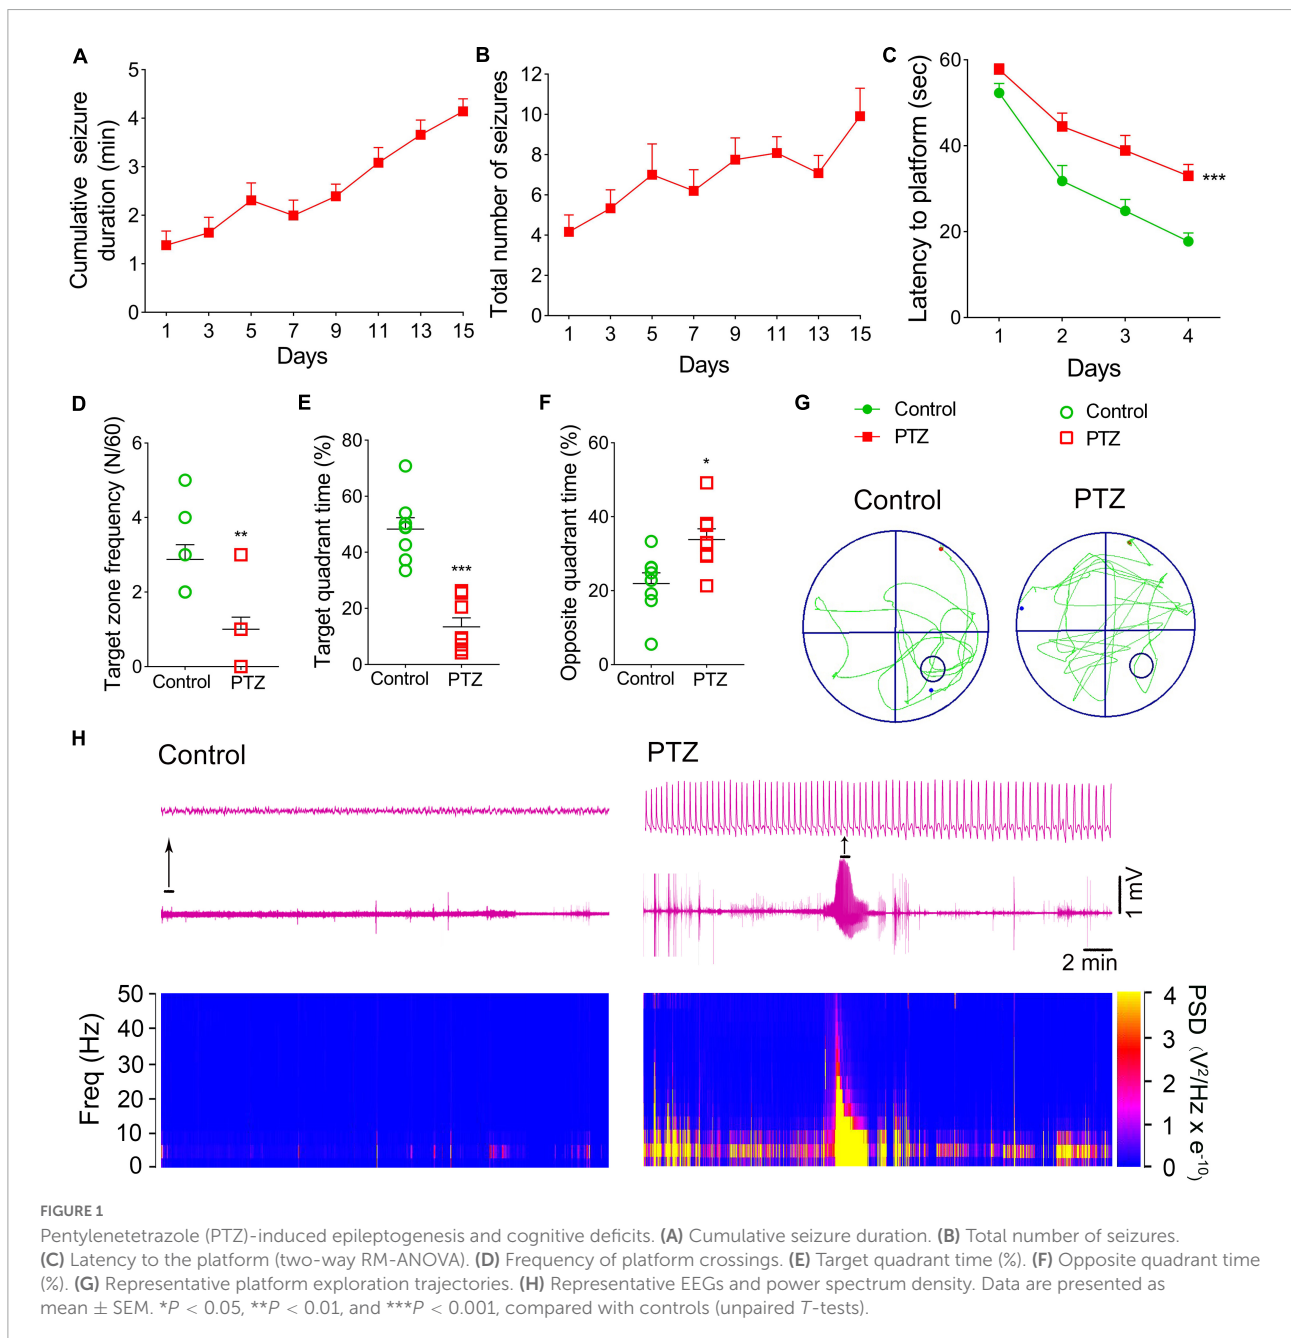 A
Cumulative seizure
duration (min)
5
4
3
2
1
0
1 3 5 7 9 11 13 15
Days
B
Total number of seizures
12
10
8
6
4
2
0
1 3 5 7 9 11 13 15
Days
C
Latency to platform (sec)
60
40
20
0
***
1 2 3 4
Days
D
Target zone frequency (N/60)
6
4
2
0
**
Control PTZ
E
Target quadrant time (%)
80
60
40
20
0
***
Control PTZ
F
Opposite quadrant time (%)
60
40
20
0
*
Control PTZ
G
Control
PTZ
Control
PTZ
Control PTZ
H
Control
PTZ
1 mV
2 min
Freq (Hz)
50
40
30
20
10
0
4
3
2
1
0
PSD (V²/Hz x e⁻¹⁰)
FIGURE 1
Pentylenetetrazole (PTZ)-induced epileptogenesis and cognitive deficits. (A) Cumulative seizure duration. (B) Total number of seizures.
(C) Latency to the platform (two-way RM-ANOVA). (D) Frequency of platform crossings. (E) Target quadrant time (%). (F) Opposite quadrant time
(%). (G) Representative platform exploration trajectories. (H) Representative EEGs and power spectrum density. Data are presented as
mean ± SEM. *P < 0.05, **P < 0.01, and ***P < 0.001, compared with controls (unpaired T-tests).